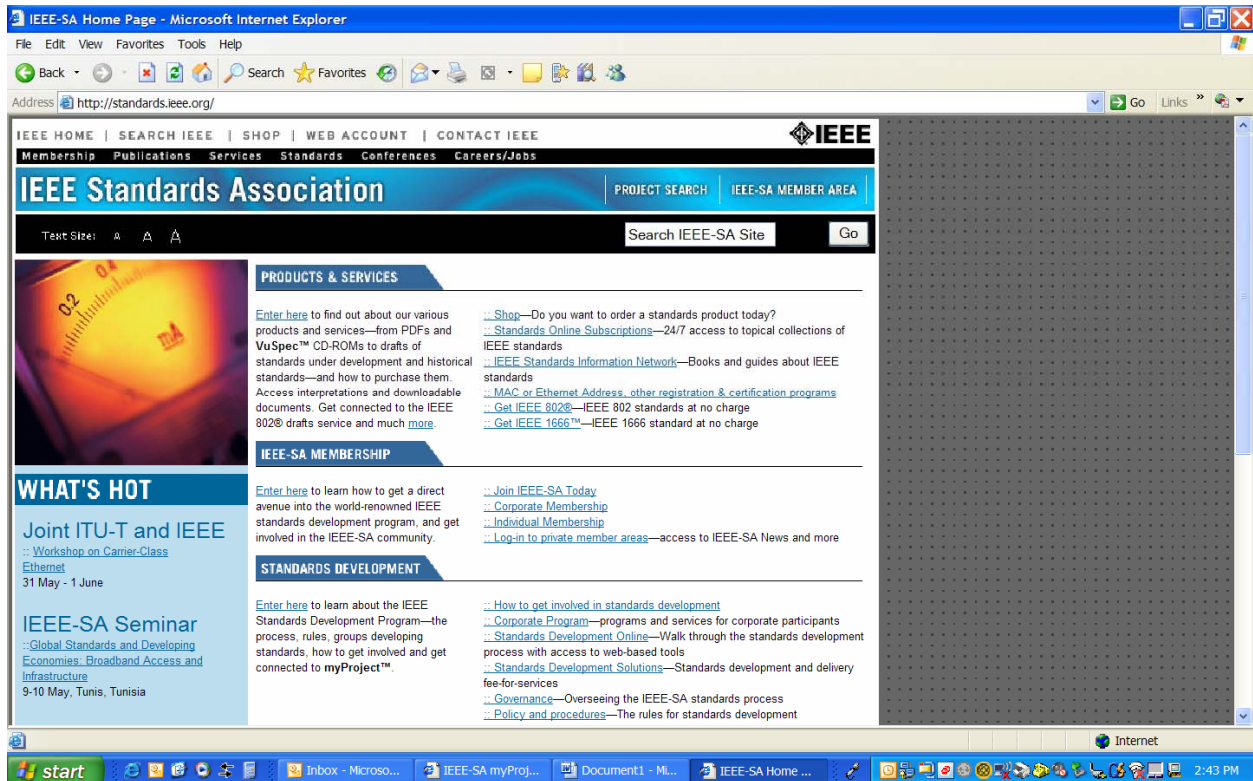 IEEE-SA Home Page - Microsoft Internet Explorer
File Edit View Favorites Tools Help
Back Search Favorites
Address http://standards.ieee.org/ Go Links »
IEEE HOME | SEARCH IEEE | SHOP | WEB ACCOUNT | CONTACT IEEE
IEEE
Membership Publications Services Standards Conferences Careers/Jobs
IEEE Standards Association
PROJECT SEARCH IEEE-SA MEMBER AREA
Text Size: A A A
Search IEEE-SA Site Go
0.2 0.4
mA
PRODUCTS & SERVICES
Enter here to find out about our various
products and services—from PDFs and
VuSpec™ CD-ROMs to drafts of
standards under development and historical
standards—and how to purchase them.
Access interpretations and downloadable
documents. Get connected to the IEEE
802® drafts service and much more.
:: Shop—Do you want to order a standards product today?
:: Standards Online Subscriptions—24/7 access to topical collections of
IEEE standards
:: IEEE Standards Information Network—Books and guides about IEEE
standards
:: MAC or Ethernet Address, other registration & certification programs
:: Get IEEE 802®—IEEE 802 standards at no charge
:: Get IEEE 1666™—IEEE 1666 standard at no charge
IEEE-SA MEMBERSHIP
Enter here to learn how to get a direct
avenue into the world-renowned IEEE
standards development program, and get
involved in the IEEE-SA community.
:: Join IEEE-SA Today
:: Corporate Membership
:: Individual Membership
:: Log-in to private member areas—access to IEEE-SA News and more
STANDARDS DEVELOPMENT
Enter here to learn about the IEEE
Standards Development Program—the
process, rules, groups developing
standards, how to get involved and get
connected to myProject™.
:: How to get involved in standards development
:: Corporate Program—programs and services for corporate participants
:: Standards Development Online—Walk through the standards development
process with access to web-based tools
:: Standards Development Solutions—Standards development and delivery
fee-for-services
:: Governance—Overseeing the IEEE-SA standards process
:: Policy and procedures—The rules for standards development
WHAT'S HOT
Joint ITU-T and IEEE
:: Workshop on Carrier-Class
Ethernet
31 May - 1 June
IEEE-SA Seminar
::Global Standards and Developing
Economies: Broadband Access and
Infrastructure
9-10 May, Tunis, Tunisia
Internet
start Inbox - Microso... IEEE-SA myProj... Document1 - Mi... IEEE-SA Home ... 2:43 PM